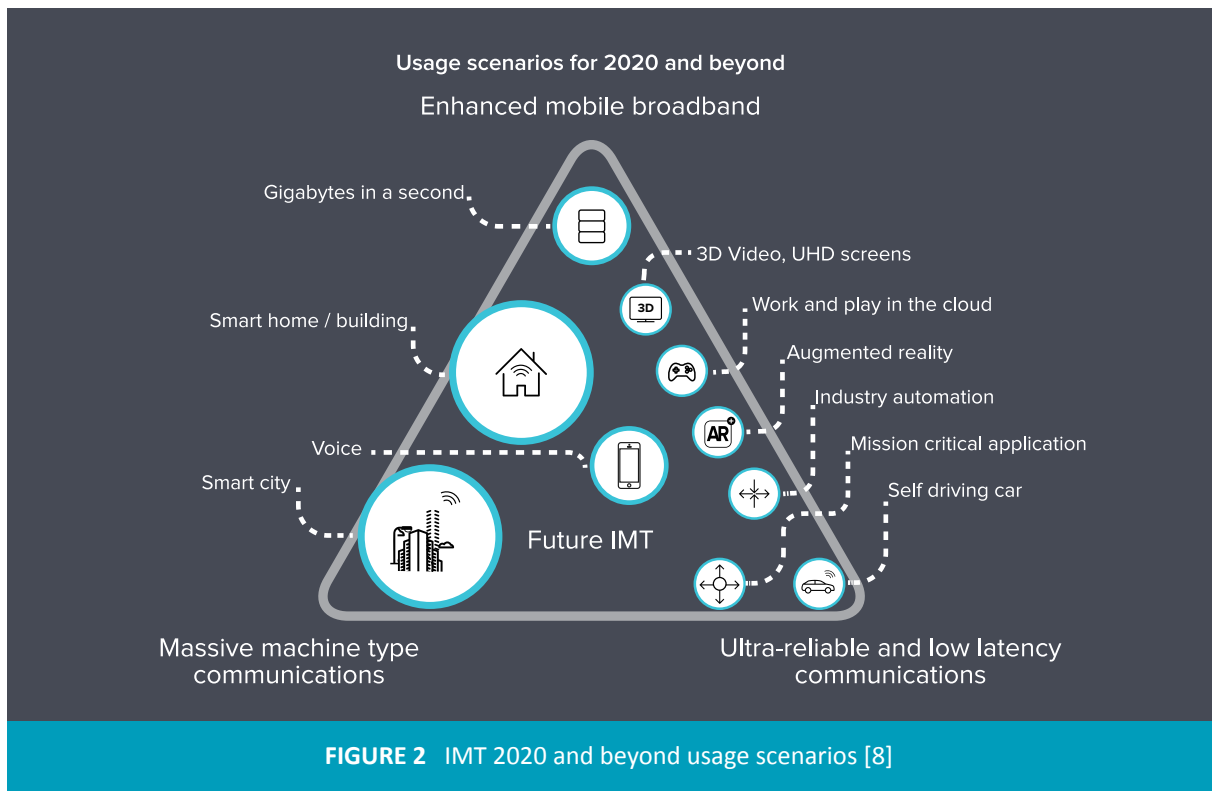 Usage scenarios for 2020 and beyond
Enhanced mobile broadband
Gigabytes in a second
3D Video, UHD screens
3D
Work and play in the cloud
Smart home / building
Augmented reality
Industry automation
AR+
Voice
Mission critical application
Smart city
Self driving car
Future IMT
Massive machine type
communications
Ultra-reliable and low latency
communications
FIGURE 2 IMT 2020 and beyond usage scenarios [8]